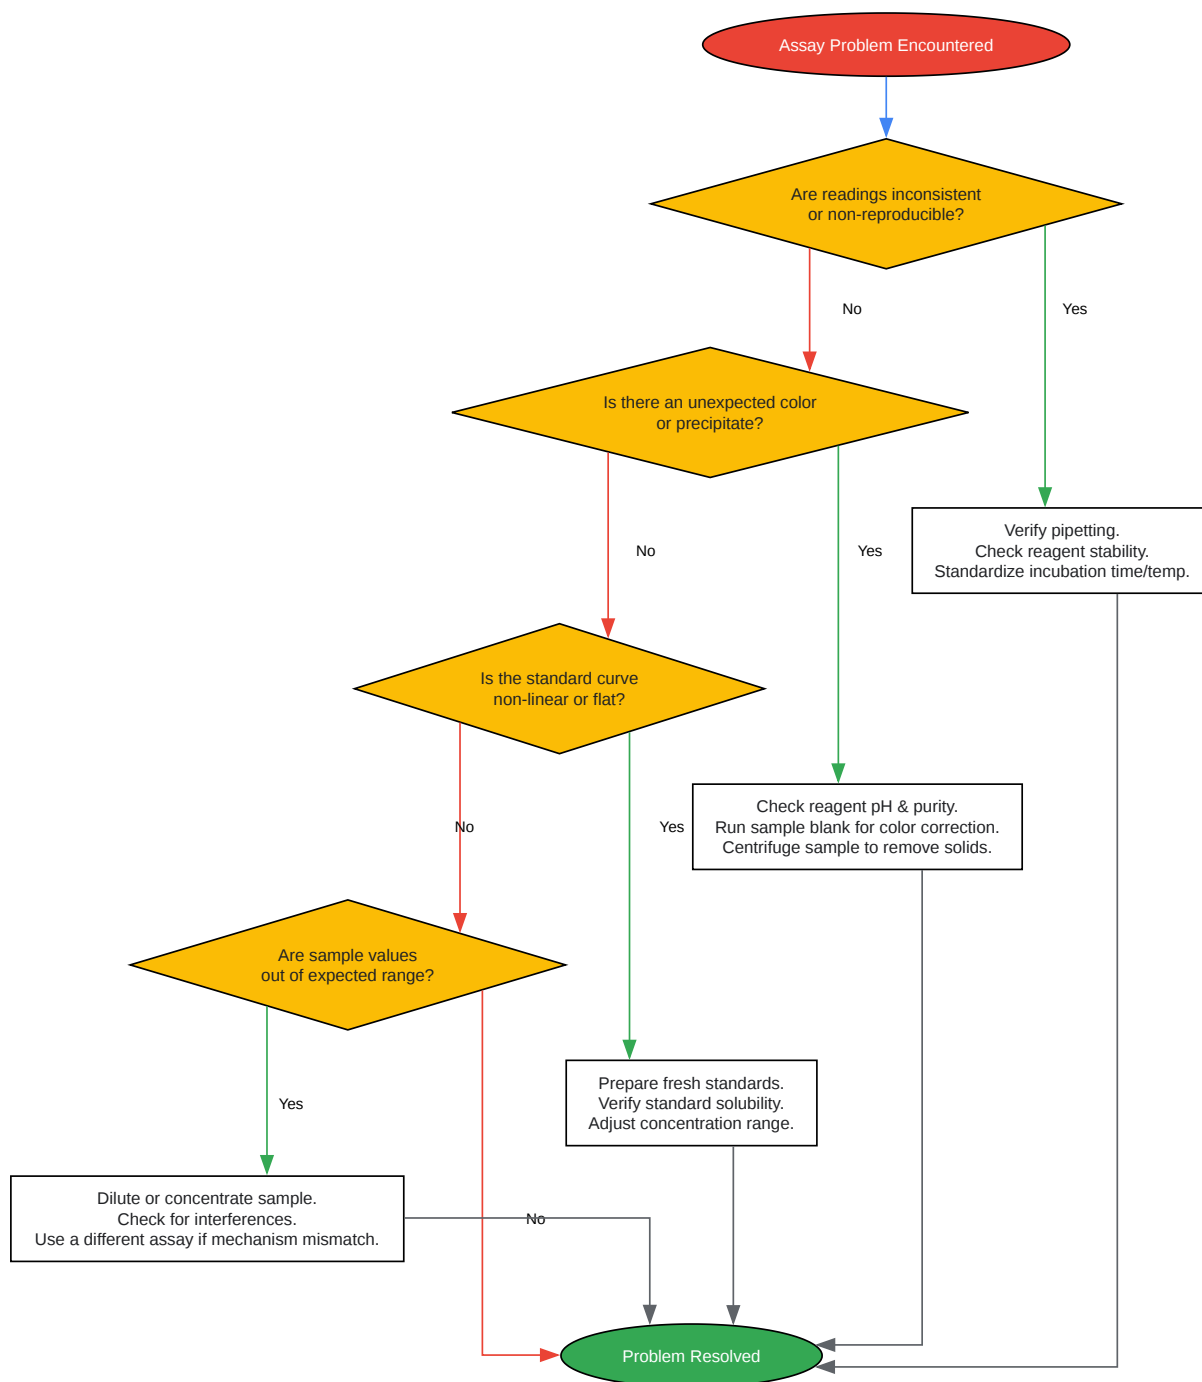 Assay Problem Encountered
Are readings inconsistent
or non-reproducible?
No
Yes
Is there an unexpected color
or precipitate?
No
Yes
Verify pipetting.
Check reagent stability.
Standardize incubation time/temp.
Is the standard curve
non-linear or flat?
No
Yes
Check reagent pH & purity.
Run sample blank for color correction.
Centrifuge sample to remove solids.
Are sample values
out of expected range?
Yes
Prepare fresh standards.
Verify standard solubility.
Adjust concentration range.
Dilute or concentrate sample.
Check for interferences.
Use a different assay if mechanism mismatch.
No
Problem Resolved